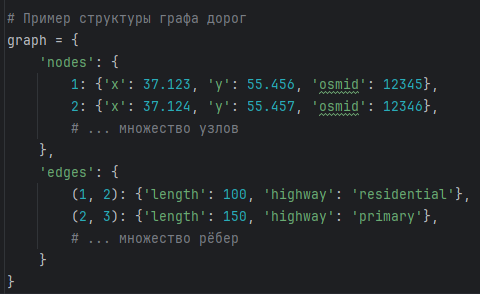 # Пример структуры графа дорог
graph = {
    'nodes': {
        1: {'x': 37.123, 'y': 55.456, 'osmid': 12345},
        2: {'x': 37.124, 'y': 55.457, 'osmid': 12346},
        # ... множество узлов
    },
    'edges': {
        (1, 2): {'length': 100, 'highway': 'residential'},
        (2, 3): {'length': 150, 'highway': 'primary'},
        # ... множество рёбер
    }
}